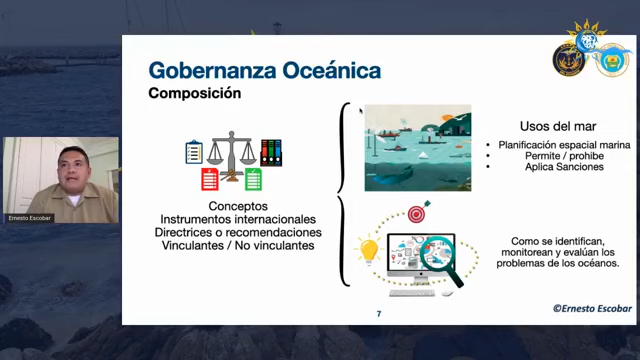 Gobernanza Oceánica
Composición
Usos del mar
• Planificación espacial marina
• Permite / prohibe
• Aplica Sanciones
Conceptos
Instrumentos internacionales
Directrices o recomendaciones
Vinculantes / No vinculantes
Como se identifican,
monitorean y evalúan los
problemas de los océanos.
Ernesto Escobar
©Ernesto Escobar
7